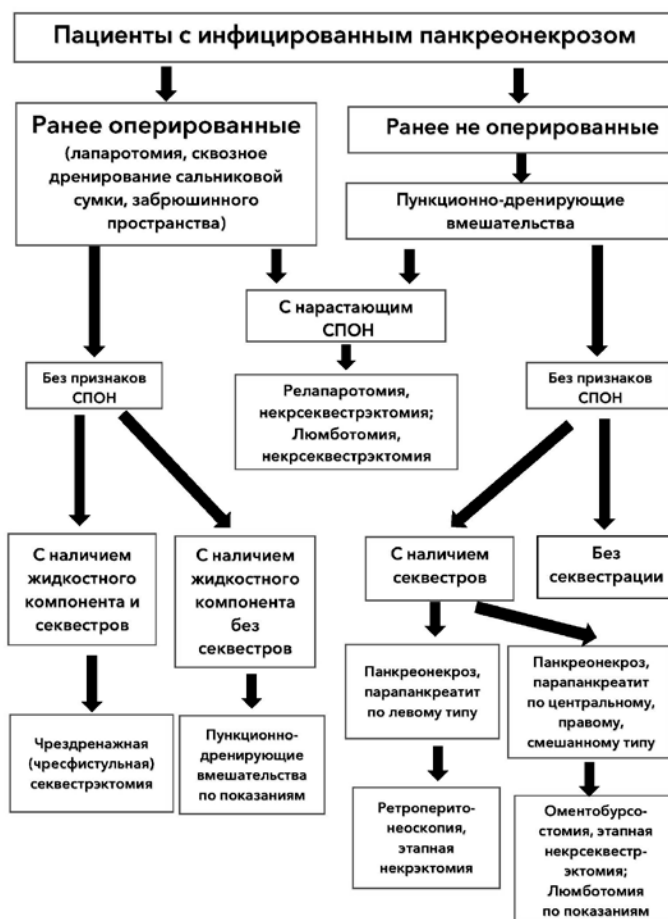 Пациенты с инфицированным панкреонекрозом
Ранее оперированные
(лапаротомия, сквозное
дренирование сальниковой
сумки, забрюшинного
пространства)
Ранее не оперированные
Пункционно-дренирующие
вмешательства
С нарастающим
СПОН
Без признаков
СПОН
Релапаротомия,
некрсеквестрэктомия;
Люмботомия,
некрсеквестрэктомия
Без признаков
СПОН
С наличием
жидкостного
компонента и
секвестров
С наличием
жидкостного
компонента
без
секвестров
С наличием
секвестров
Без
секвестрации
Панкреонекроз,
парапанкреатит
по левому типу
Панкреонекроз,
парапанкреатит
по центральному,
правому,
смешанному типу
Чрездренажная
(чресфистульная)
секвестрэктомия
Пункционно-
дренирующие
вмешательства
по показаниям
Ретроперито-
неоскопия,
этапная
некрэктомия
Оментобурсо-
стомия, этапная
некрсеквестр-
эктомия;
Люмботомия
по показаниям